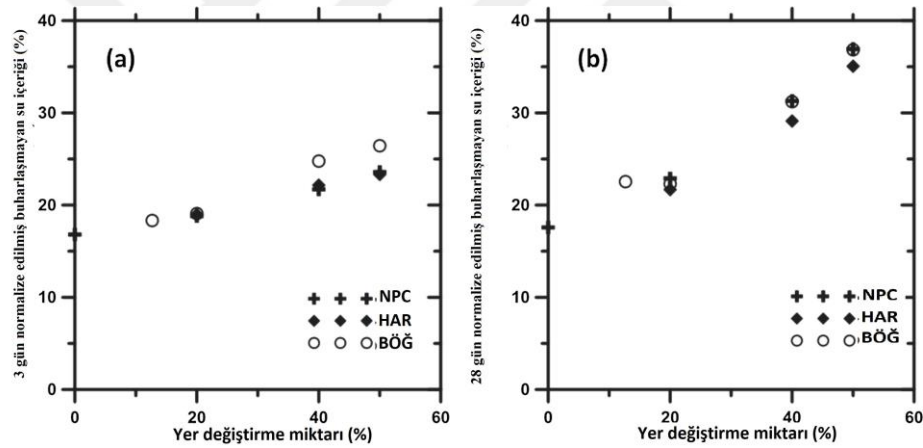 3 gün normalize edilmiş buharlaşmayan su içeriği (%)
40
30
20
10
0
(a)
NPC
HAR
BÖĞ
0 20 40 60
Yer değiştirme miktarı (%)
28 gün normalize edilmiş buharlaşmayan su içeriği (%)
40
30
20
10
0
(b)
NPC
HAR
BÖĞ
0 20 40 60
Yer değiştirme miktarı (%)